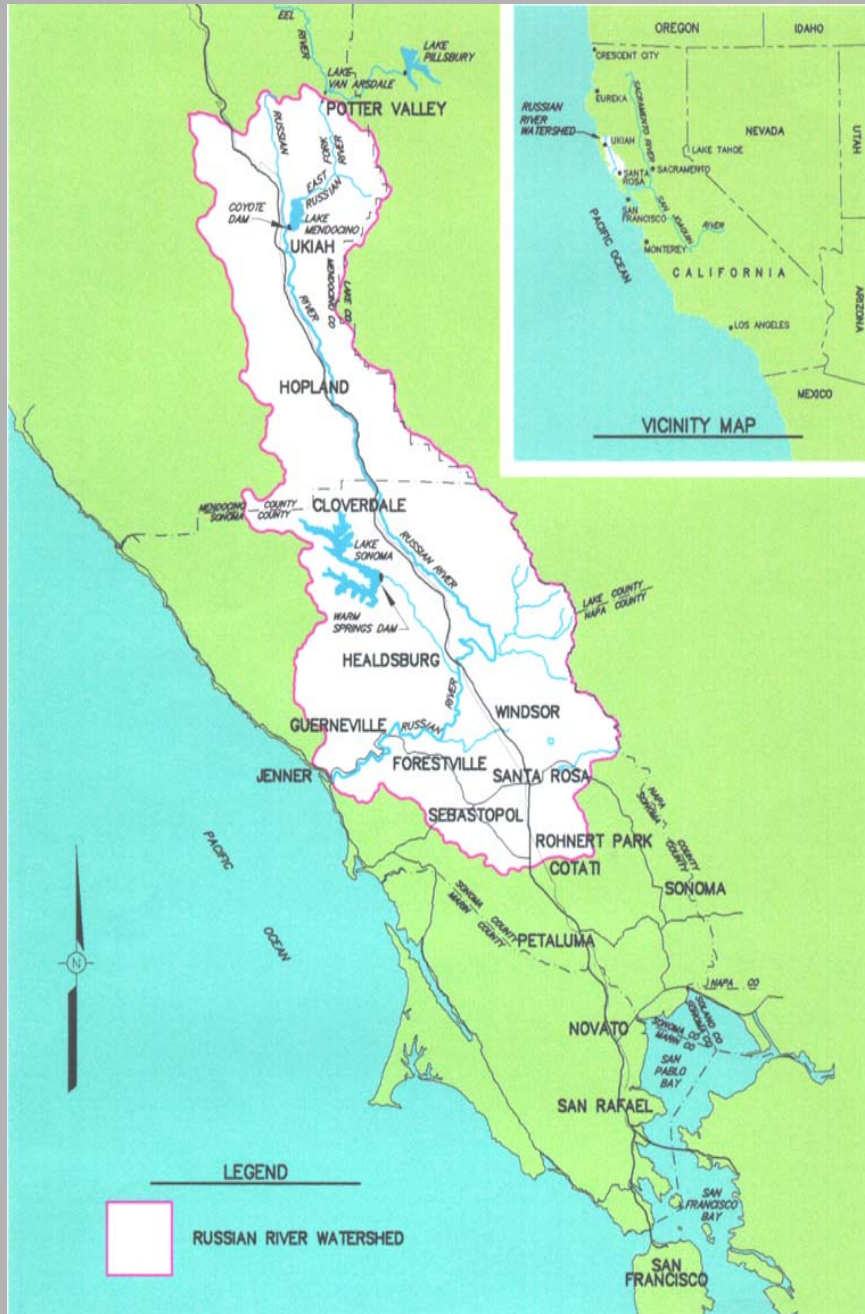 EEL
RIVER
LAKE
PILLSBURY
LAKE
VAN ARSDALE
POTTER VALLEY
RUSSIAN
EAST FORK
RUSSIAN RIVER
COYOTE
DAM
LAKE
MENDOCINO
UKIAH
LAKE CO
MENDOCINO CO
RIVER
HOPLAND
MENDOCINO COUNTY
SONOMA COUNTY
CLOVERDALE
LAKE
SONOMA
RUSSIAN RIVER
WARM
SPRINGS DAM
LAKE COUNTY
NAPA COUNTY
HEALDSBURG
RIVER
RUSSIAN
WINDSOR
GUERNEVILLE
FORESTVILLE
JENNER
SANTA ROSA
SEBASTOPOL
NAPA COUNTY
SONOMA COUNTY
ROHNERT PARK
COTATI
SONOMA
PACIFIC
OCEAN
SONOMA COUNTY
MARIN COUNTY
PETALUMA
NAPA CO
SOLANO CO
SONOMA CO
NOVATO
SONOMA CO
MARIN CO
SAN
PABLO
BAY
SAN RAFAEL
SAN
FRANCISCO
BAY
SAN
FRANCISCO
N
LEGEND
RUSSIAN RIVER WATERSHED
OREGON
IDAHO
CRESCENT CITY
EUREKA
SACRAMENTO RIVER
RUSSIAN
RIVER
WATERSHED
UKIAH
NEVADA
LAKE TAHOE
UTAH
SANTA
ROSA
SACRAMENTO
SAN
FRANCISCO
SAN JOAQUIN
RIVER
PACIFIC OCEAN
MONTEREY
CALIFORNIA
ARIZONA
LOS ANGELES
MEXICO
VICINITY MAP